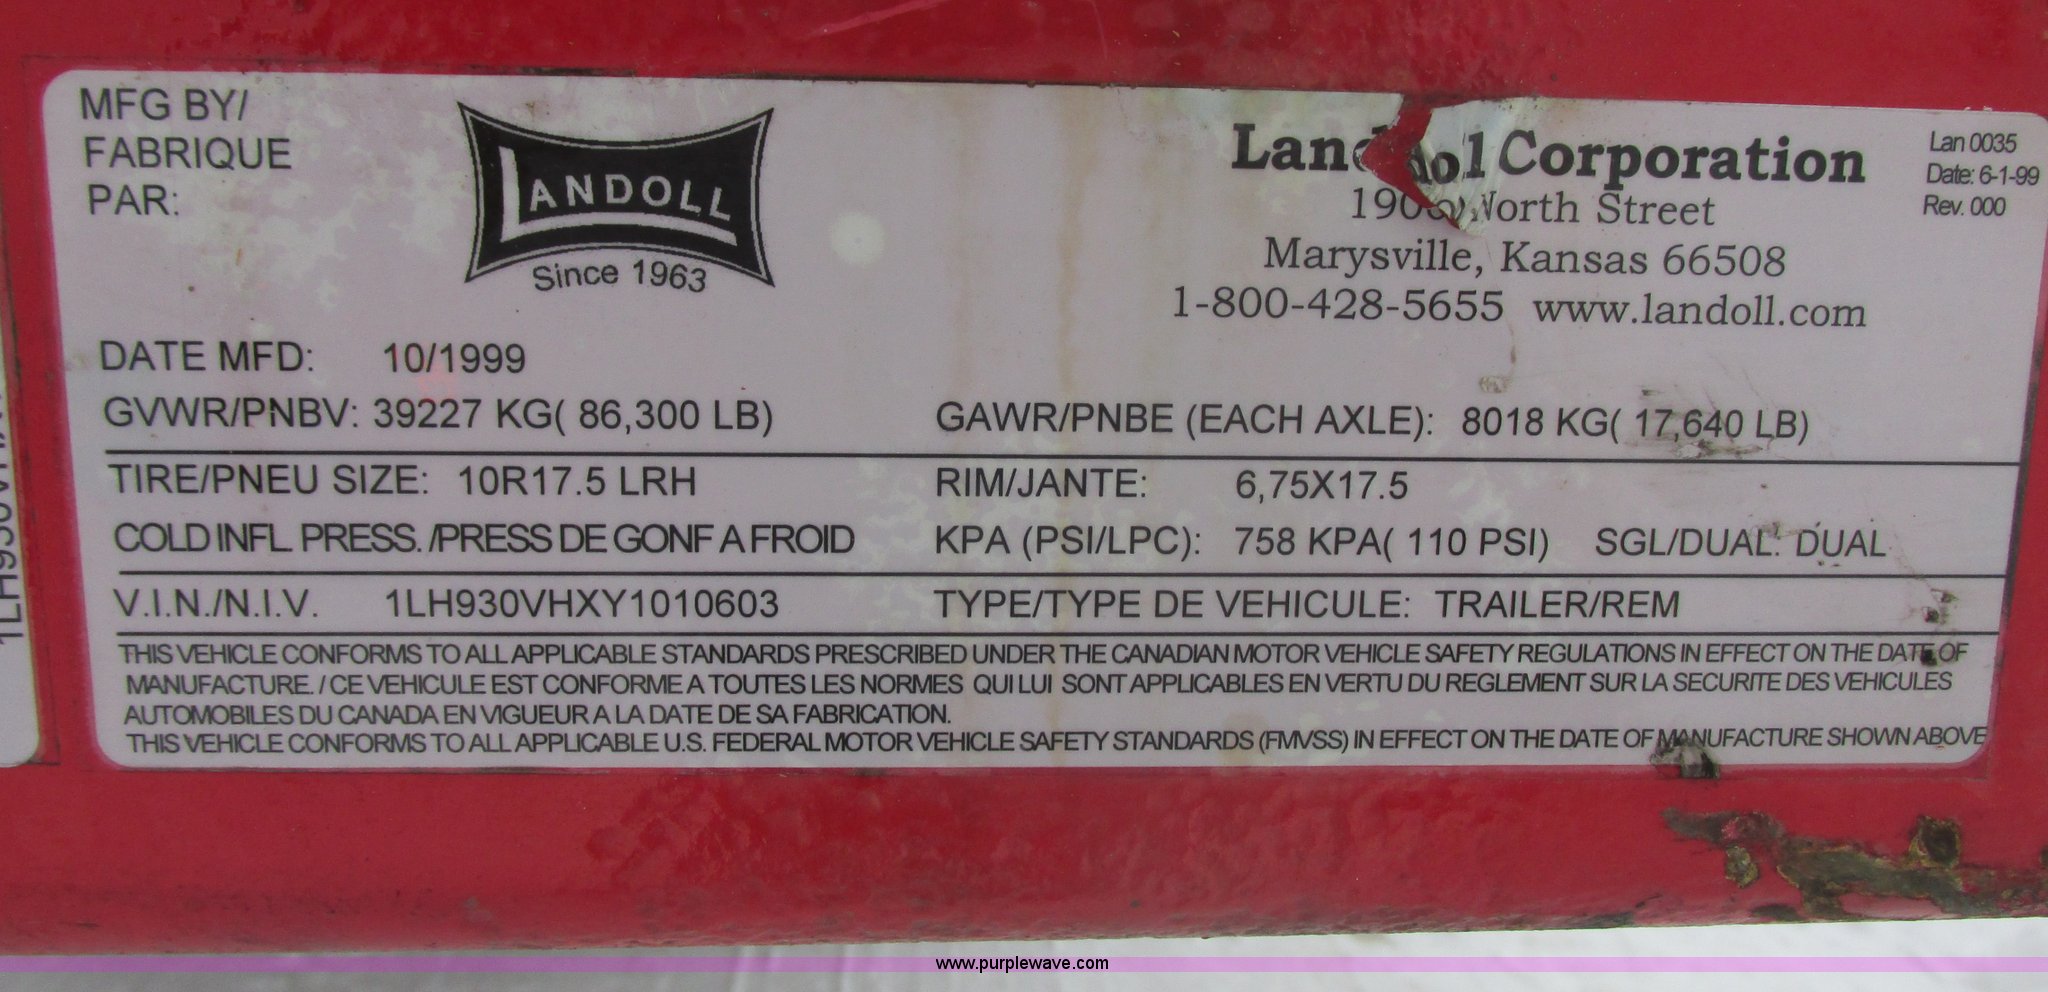 MFG BY/
FABRIQUE
PAR:
LANDOLL
Since 1963
Corporation
North Street
Marysville, Kansas 66508
1-800-428-5655 www.landoll.com
Lan 0035
Date: 6-1-99
Rev. 000
DATE MFD: 10/1999
GVWR/PNBV: 39227 KG( 86,300 LB) GAWR/PNBE (EACH AXLE): 8018 KG( 17,640 LB)
TIRE/PNEU SIZE: 10R17.5 LRH RIM/JANTE: 6,75X17.5
COLD INFL PRESS. /PRESS DE GONF A FROID KPA (PSI/LPC): 758 KPA( 110 PSI) SGL/DUAL: DUAL
V.I.N./N.I.V. 1LH930VHXY1010603 TYPE/TYPE DE VEHICULE: TRAILER/REM
THIS VEHICLE CONFORMS TO ALL APPLICABLE STANDARDS PRESCRIBED UNDER THE CANADIAN MOTOR VEHICLE SAFETY REGULATIONS IN EFFECT ON THE DATE OF
MANUFACTURE. / CE VEHICULE EST CONFORME A TOUTES LES NORMES QUI LUI SONT APPLICABLES EN VERTU DU REGLEMENT SUR LA SECURITE DES VEHICULES
AUTOMOBILES DU CANADA EN VIGUEUR A LA DATE DE SA FABRICATION.
THIS VEHICLE CONFORMS TO ALL APPLICABLE U.S. FEDERAL MOTOR VEHICLE SAFETY STANDARDS (FMVSS) IN EFFECT ON THE DATE OF MANUFACTURE SHOWN ABOVE
www.purplewave.com